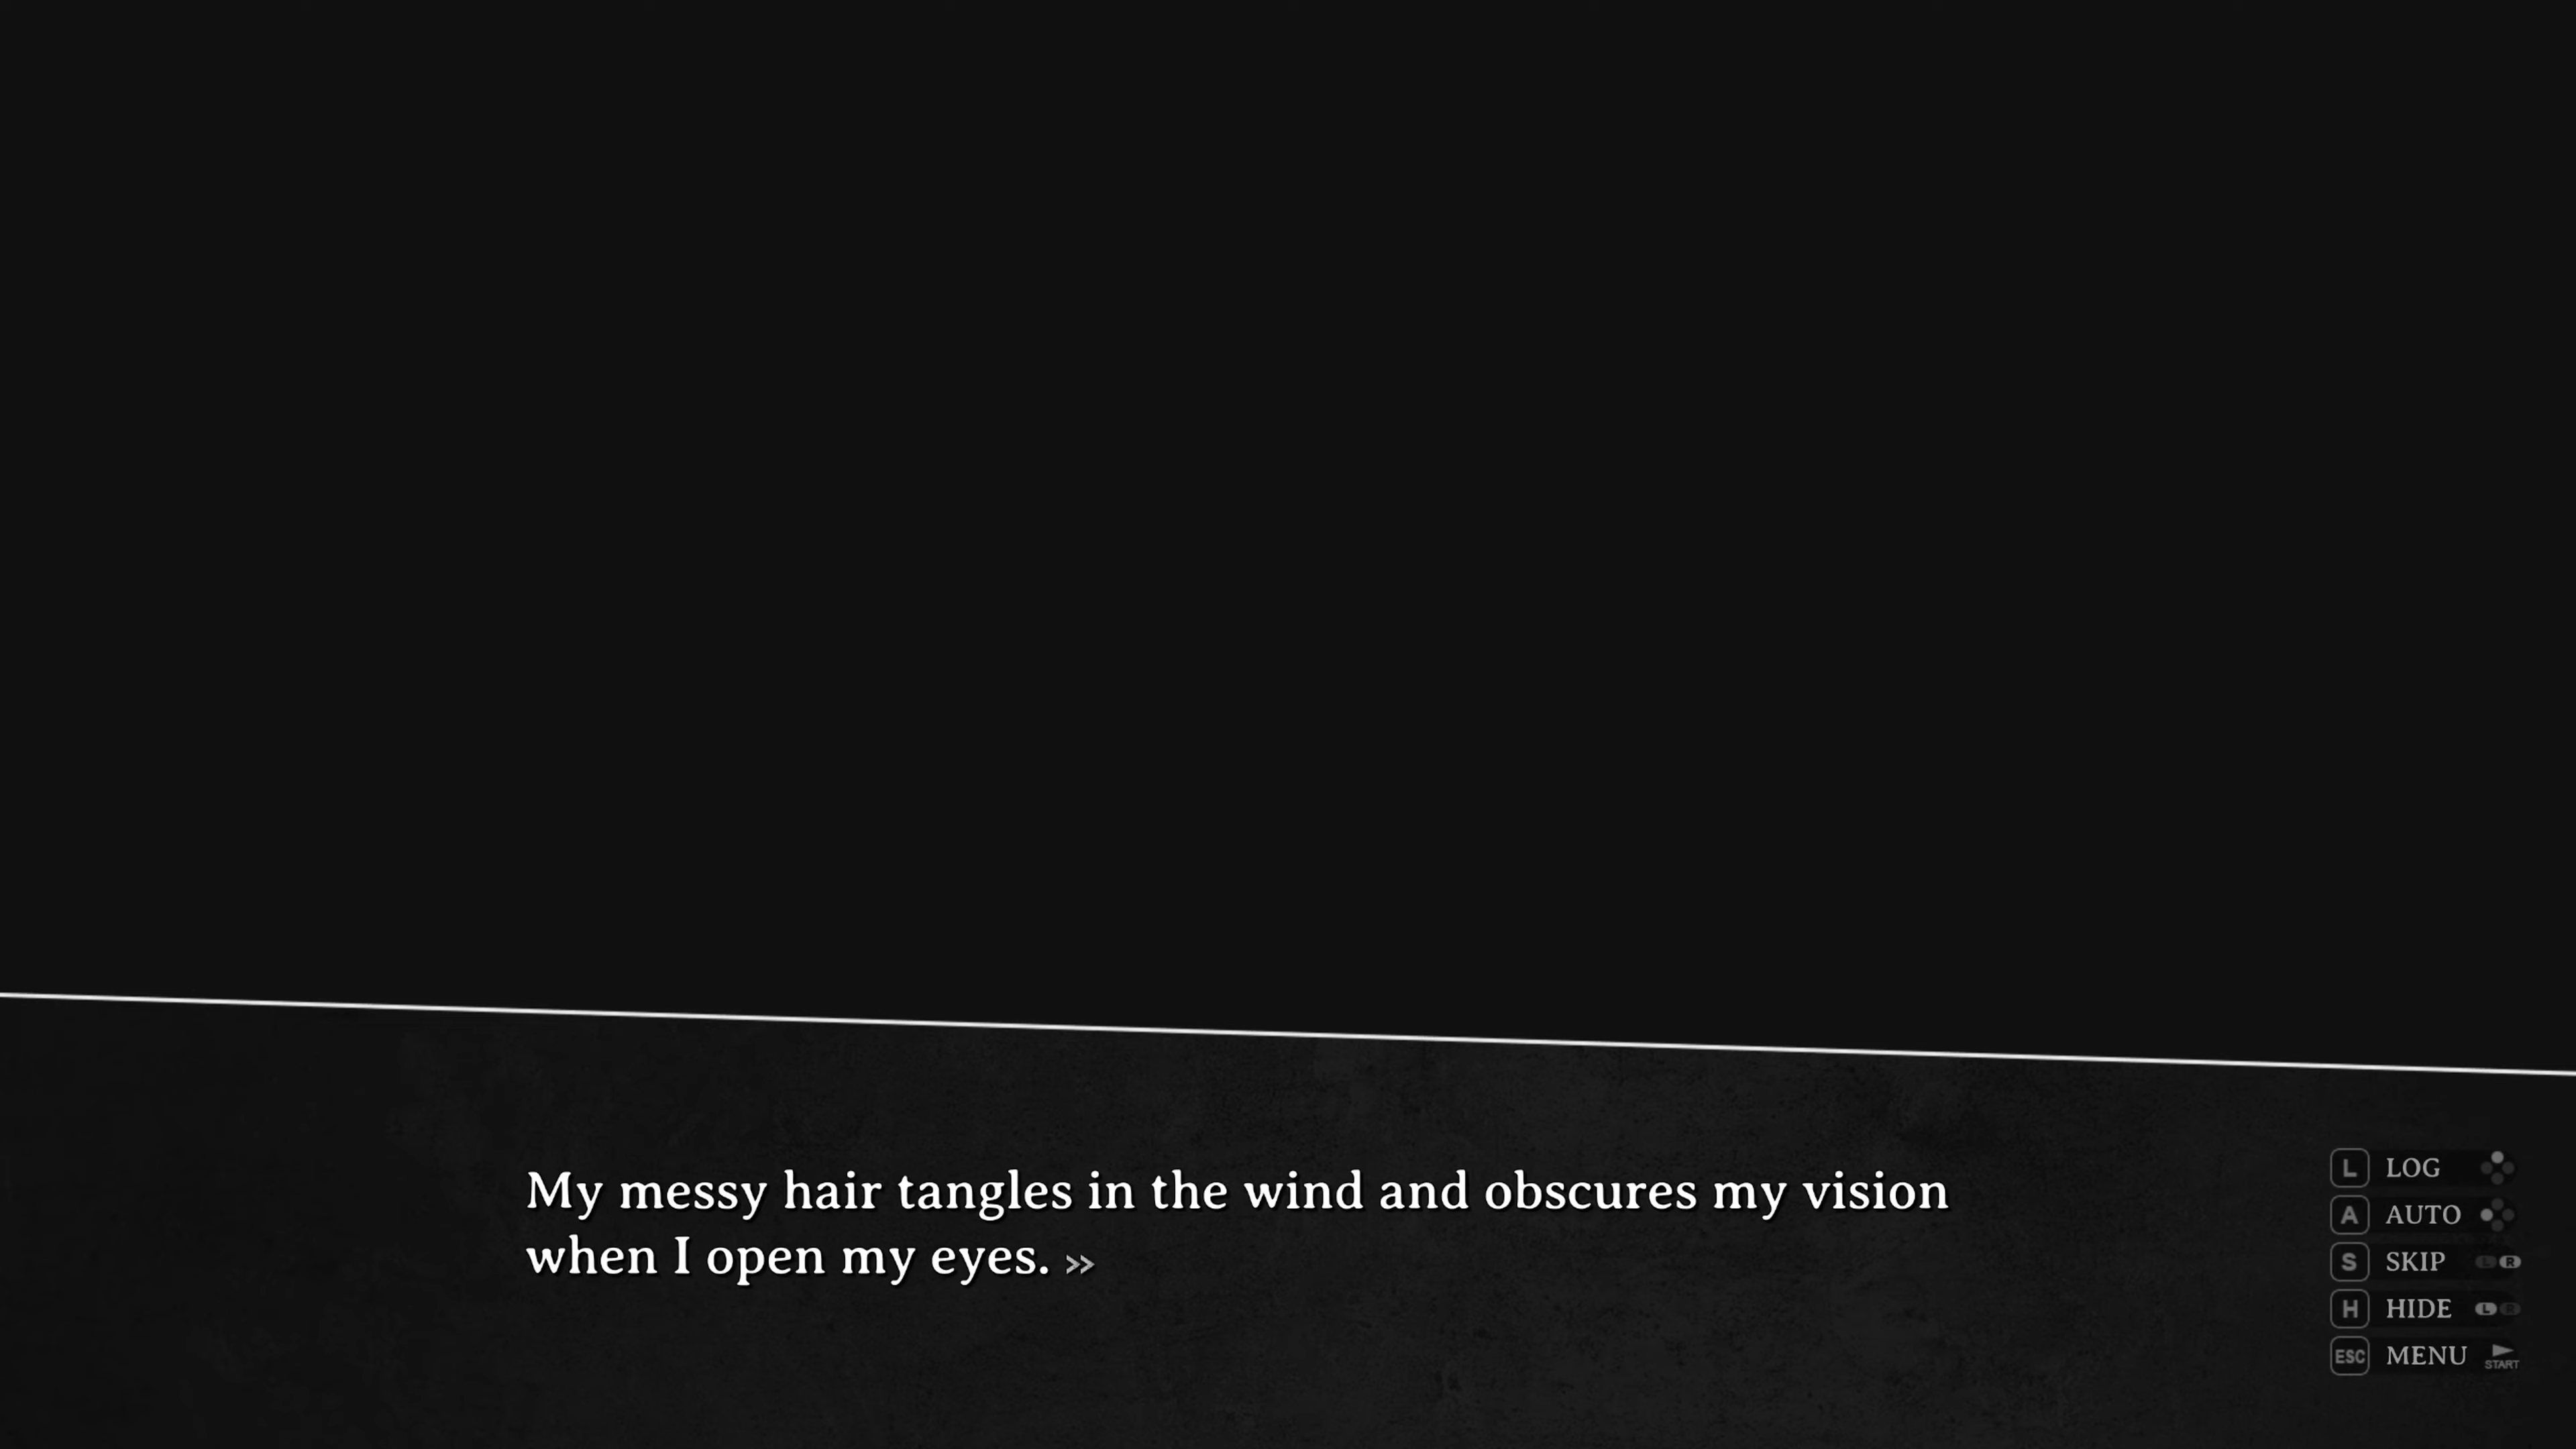 My messy hair tangles in the wind and obscures my vision
when I open my eyes. »
L LOG
A AUTO
S SKIP L R
H HIDE L R
ESC MENU START